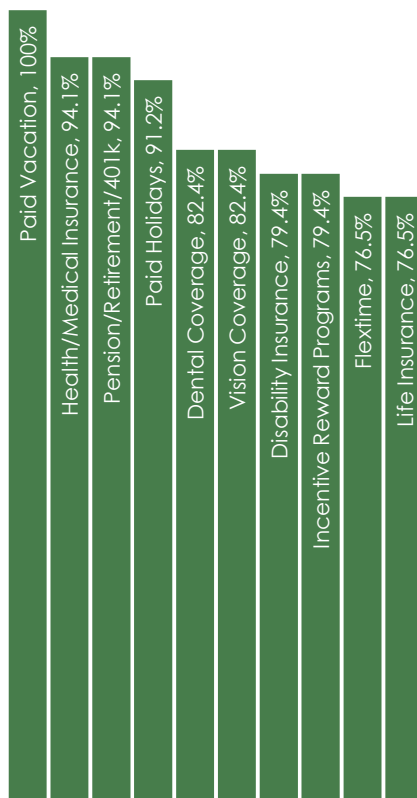 Paid Vacation, 100%
Health/Medical Insurance, 94.1%
Pension/Retirement/401k, 94.1%
Paid Holidays, 91.2%
Dental Coverage, 82.4%
Vision Coverage, 82.4%
Disability Insurance, 79.4%
Incentive Reward Programs, 79.4%
Flextime, 76.5%
Life Insurance, 76.5%